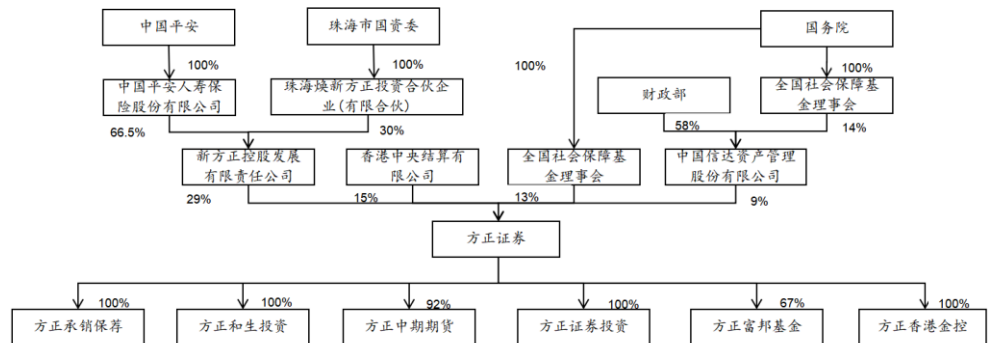 中国平安
珠海市国资委
国务院
100%
100%
100%
100%
中国平安人寿保
险股份有限公司
珠海焕新方正投资合伙企
业(有限合伙)
财政部
全国社会保障基
金理事会
66.5%
30%
58%
14%
新方正控股发展
有限责任公司
香港中央结算有
限公司
全国社会保障基
金理事会
中国信达资产管理
股份有限公司
29%
15%
13%
9%
方正证券
100%
100%
92%
100%
67%
100%
方正承销保荐
方正和生投资
方正中期期货
方正证券投资
方正富邦基金
方正香港金控